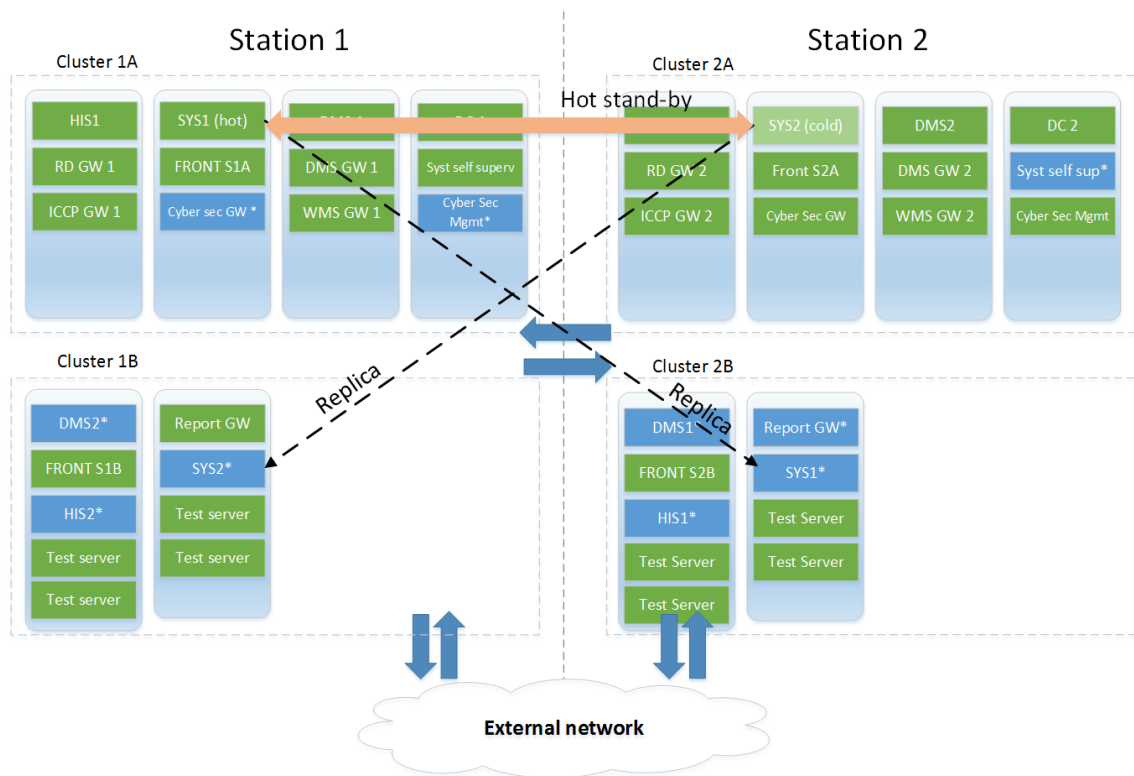 Station 1
Station 2
Cluster 1A
Cluster 2A
Hot stand-by
HIS1
SYS1 (hot)
SYS2 (cold)
DMS2
DC 2
RD GW 1
FRONT S1A
DMS GW 1
Syst self superv
RD GW 2
Front S2A
DMS GW 2
Syst self sup*
ICCP GW 1
Cyber sec GW *
WMS GW 1
Cyber Sec
Mgmt*
ICCP GW 2
Cyber Sec GW
WMS GW 2
Cyber Sec Mgmt
Cluster 1B
Cluster 2B
Replica
Replica
DMS2*
Report GW
DMS1*
Report GW*
FRONT S1B
SYS2*
FRONT S2B
SYS1*
HIS2*
Test server
HIS1*
Test Server
Test server
Test server
Test Server
Test Server
Test server
Test Server
External network